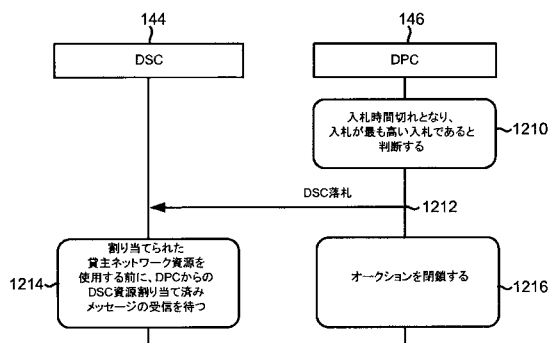 144
146
DSC
DPC
入札時間切れとなり、
入札が最も高い入札であると
判断する
1210
DSC落札
1212
割り当てられた
貸主ネットワーク資源を
使用する前に、DPCからの
DSC資源割り当て済み
メッセージの受信を待つ
1214
オークションを閉鎖する
1216